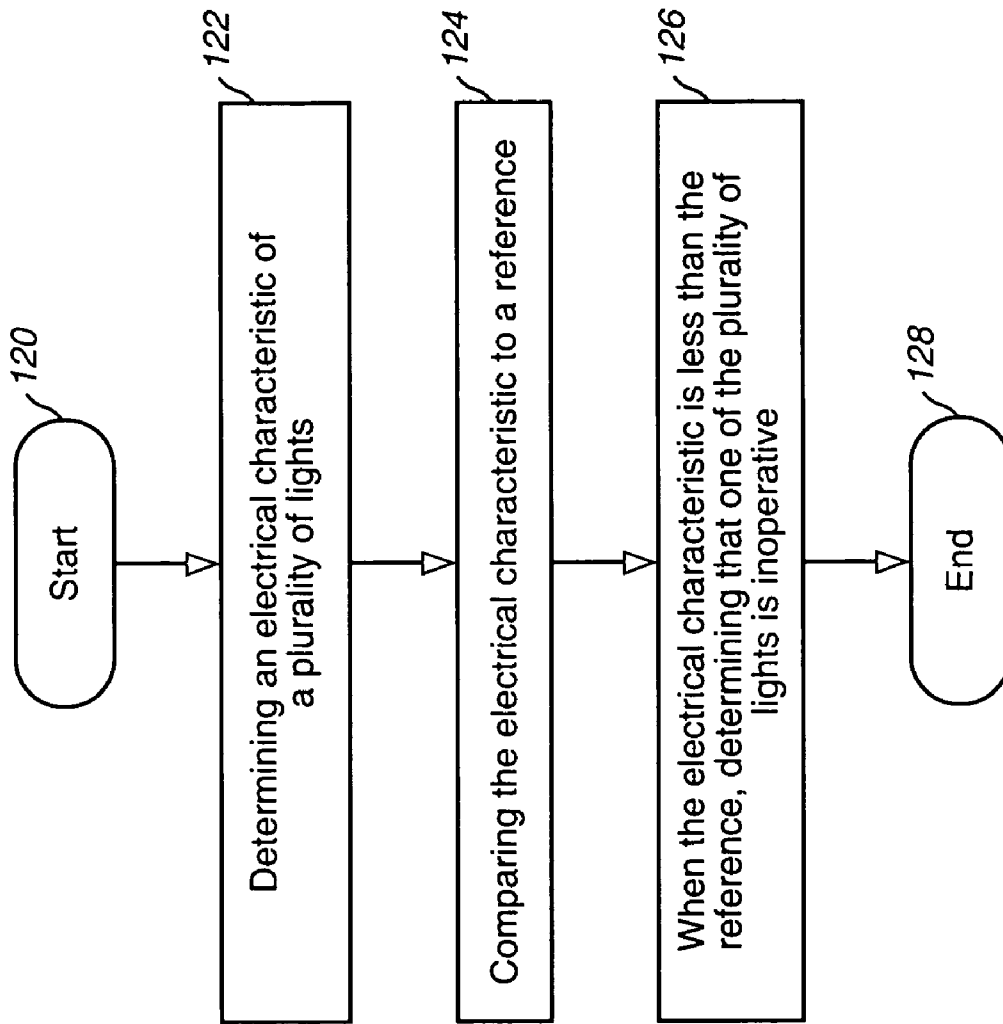 Start
120
Determining an electrical characteristic of
a plurality of lights
122
Comparing the electrical characteristic to a reference
124
When the electrical characteristic is less than the
reference, determining that one of the plurality of
lights is inoperative
126
End
128